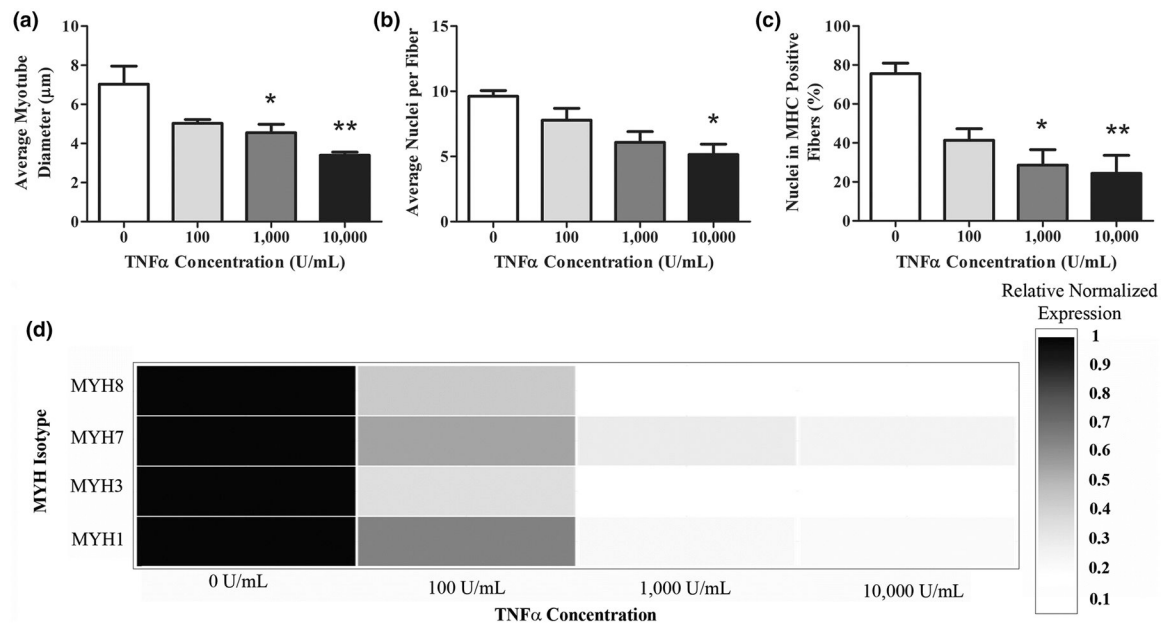 (a)
Average Myotube
Diameter (µm)
10
8
6
4
2
0
*
**
0 100 1,000 10,000
TNFα Concentration (U/mL)
(b)
Average Nuclei per Fiber
15
10
5
0
*
0 100 1,000 10,000
TNFα Concentration (U/mL)
(c)
Nuclei in MHC Positive
Fibers (%)
100
80
60
40
20
0
*
**
0 100 1,000 10,000
TNFα Concentration (U/mL)
(d)
MYH Isotype
MYH8
MYH7
MYH3
MYH1
0 U/mL 100 U/mL 1,000 U/mL 10,000 U/mL
TNFα Concentration
Relative Normalized
Expression
1
0.9
0.8
0.7
0.6
0.5
0.4
0.3
0.2
0.1